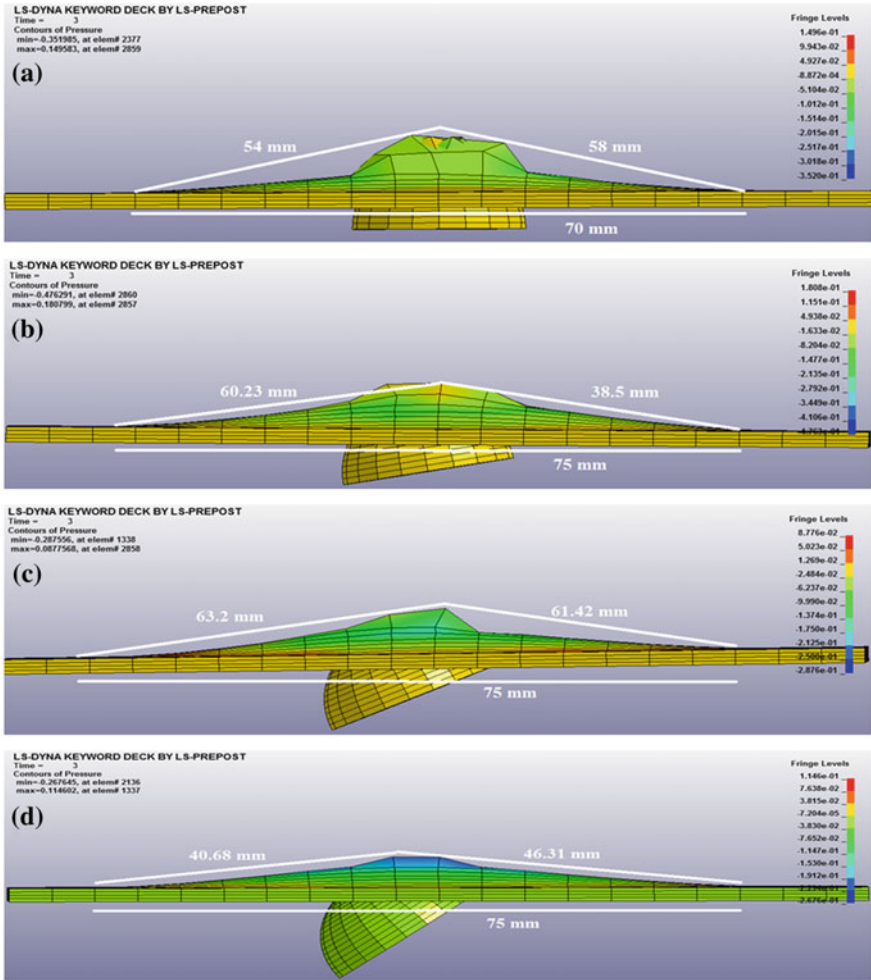 LS-DYNA KEYWORD DECK BY LS-PREPOST
Time = 3
Contours of Pressure
min=-0.351985, at elem# 2377
max=0.149583, at elem# 2859
(a)
54 mm
58 mm
70 mm
Fringe Levels
1.496e-01
9.943e-02
4.927e-02
-8.872e-04
-5.104e-02
-1.012e-01
-1.514e-01
-2.015e-01
-2.517e-01
-3.018e-01
-3.520e-01
LS-DYNA KEYWORD DECK BY LS-PREPOST
Time = 3
Contours of Pressure
min=-0.476291, at elem# 2860
max=0.180799, at elem# 2857
(b)
60.23 mm
38.5 mm
75 mm
Fringe Levels
1.808e-01
1.151e-01
4.938e-02
-1.633e-02
-8.204e-02
-1.477e-01
-2.135e-01
-2.792e-01
-3.449e-01
-4.106e-01
-4.763e-01
LS-DYNA KEYWORD DECK BY LS-PREPOST
Time = 3
Contours of Pressure
min=-0.287556, at elem# 1338
max=0.0877568, at elem# 2858
(c)
63.2 mm
61.42 mm
75 mm
Fringe Levels
8.776e-02
5.023e-02
1.269e-02
-2.484e-02
-6.237e-02
-9.990e-02
-1.374e-01
-1.750e-01
-2.125e-01
-2.500e-01
-2.876e-01
LS-DYNA KEYWORD DECK BY LS-PREPOST
Time = 3
Contours of Pressure
min=-0.267645, at elem# 2136
max=0.114602, at elem# 1337
(d)
40.68 mm
46.31 mm
75 mm
Fringe Levels
1.146e-01
7.638e-02
3.815e-02
-7.204e-05
-3.830e-02
-7.652e-02
-1.147e-01
-1.530e-01
-1.912e-01
-2.294e-01
-2.676e-01